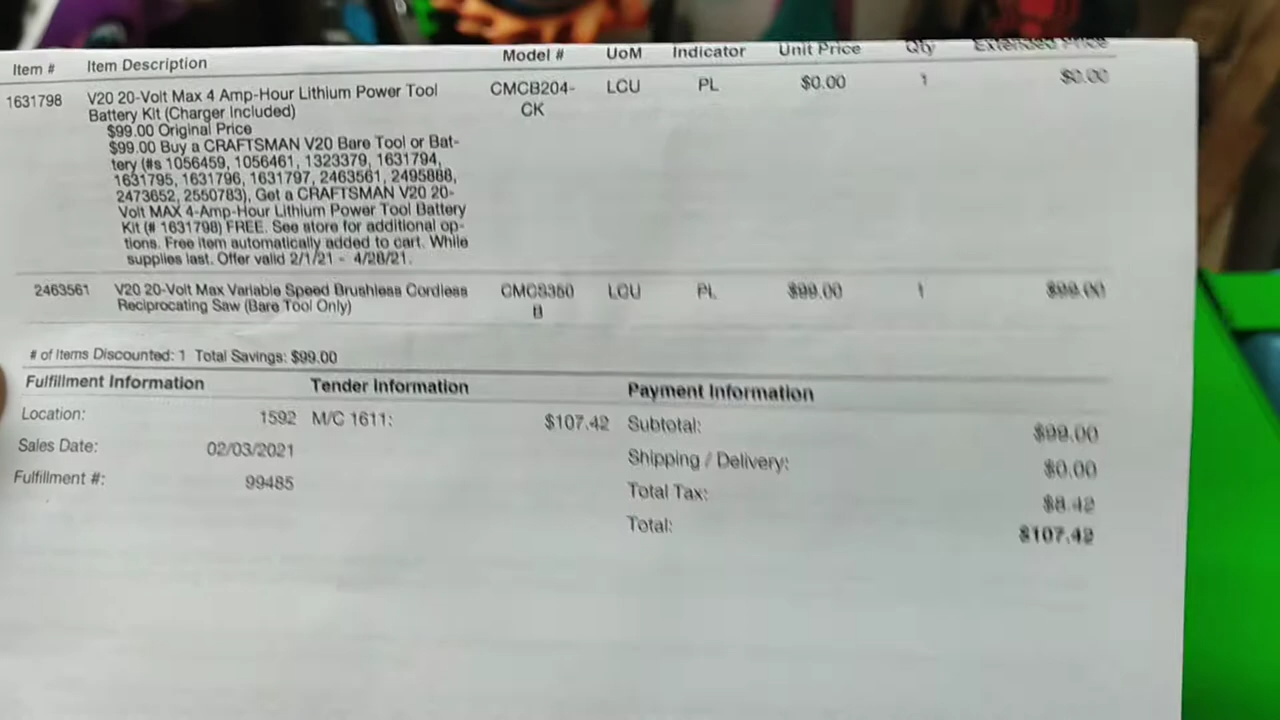 Item # Item Description Model # UoM Indicator Unit Price Qty Extended Price
1631798 V20 20-Volt Max 4 Amp-Hour Lithium Power Tool CMCB204- LCU PL $0.00 1 $0.00
Battery Kit (Charger Included) CK
$99.00 Original Price
$99.00 Buy a CRAFTSMAN V20 Bare Tool or Bat-
tery (#s 1056459, 1056461, 1323379, 1631794,
1631795, 1631796, 1631797, 2463561, 2495888,
2473652, 2550783), Get a CRAFTSMAN V20 20-
Volt MAX 4-Amp-Hour Lithium Power Tool Battery
Kit (# 1631798) FREE. See store for additional op-
tions. Free item automatically added to cart. While
supplies last. Offer valid 2/1/21 - 4/28/21.
2463561 V20 20-Volt Max Variable Speed Brushless Cordless LCU PL $99.00 1 $99.00
Reciprocating Saw (Bare Tool Only)
# of Items Discounted: 1 Total Savings: $99.00
Fulfillment Information Tender Information Payment Information
Location: 1592 M/C 1611: $107.42 Subtotal: $99.00
Sales Date: 02/03/2021 Shipping / Delivery: $0.00
Fulfillment #: 99485 Total Tax: $8.42
Total: $107.42